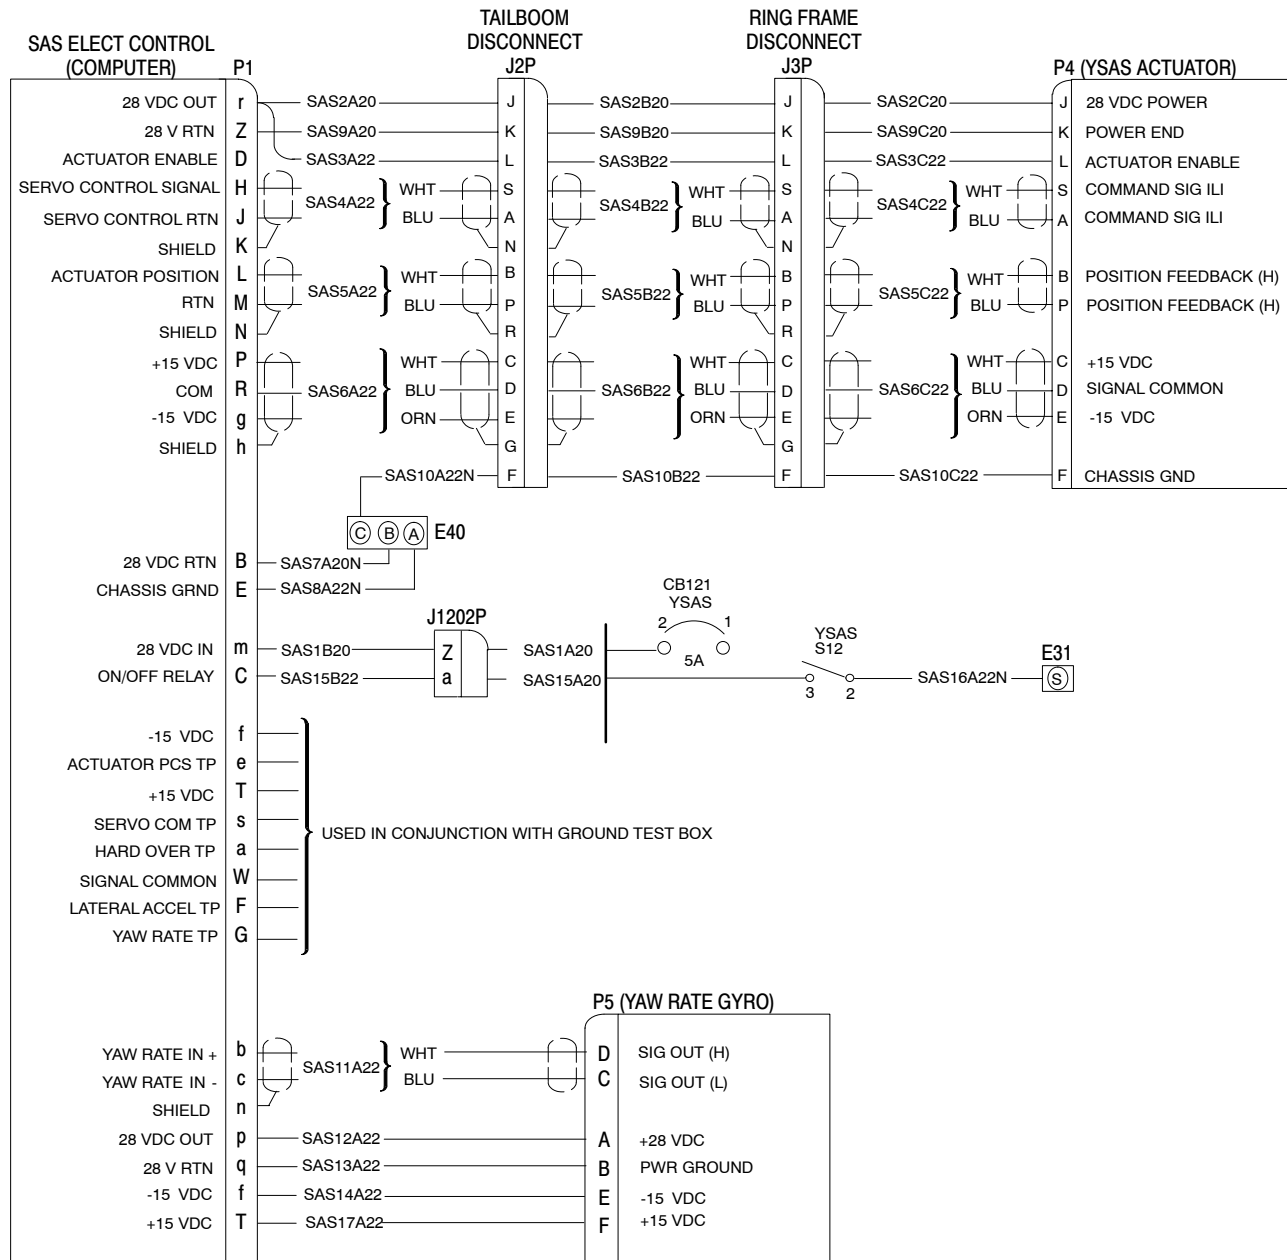 TAILBOOM DISCONNECT J2P
RING FRAME DISCONNECT J3P
SAS ELECT CONTROL (COMPUTER) P1
P4 (YSAS ACTUATOR)
28 VDC OUT r SAS2A20 J SAS2B20 J SAS2C20 J 28 VDC POWER
28 V RTN Z SAS9A20 K SAS9B20 K SAS9C20 K POWER END
ACTUATOR ENABLE D SAS3A22 L SAS3B22 L SAS3C22 L ACTUATOR ENABLE
SERVO CONTROL SIGNAL H WHT S WHT S WHT S COMMAND SIG ILI
SAS4A22 SAS4B22 SAS4C22
SERVO CONTROL RTN J BLU A BLU A BLU A COMMAND SIG ILI
SHIELD K N N
ACTUATOR POSITION L WHT B WHT B WHT B POSITION FEEDBACK (H)
SAS5A22 SAS5B22 SAS5C22
RTN M BLU P BLU P BLU P POSITION FEEDBACK (H)
SHIELD N R R
+15 VDC P WHT C WHT C WHT C +15 VDC
COM R SAS6A22 BLU D SAS6B22 BLU D SAS6C22 BLU D SIGNAL COMMON
-15 VDC g ORN E ORN E ORN E -15 VDC
SHIELD h G G
SAS10A22N F SAS10B22 F SAS10C22 F CHASSIS GND
C B A E40
28 VDC RTN B SAS7A20N
CHASSIS GRND E SAS8A22N
CB121
YSAS
2 1
5A
J1202P
28 VDC IN m SAS1B20 Z SAS1A20
ON/OFF RELAY C SAS15B22 a SAS15A20
YSAS
S12
3 2
SAS16A22N
E31
S
-15 VDC f
ACTUATOR PCS TP e
+15 VDC T
SERVO COM TP s
USED IN CONJUNCTION WITH GROUND TEST BOX
HARD OVER TP a
SIGNAL COMMON W
LATERAL ACCEL TP F
YAW RATE TP G
P5 (YAW RATE GYRO)
YAW RATE IN + b WHT D SIG OUT (H)
SAS11A22
YAW RATE IN - c BLU C SIG OUT (L)
SHIELD n
28 VDC OUT p SAS12A22 A +28 VDC
28 V RTN q SAS13A22 B PWR GROUND
-15 VDC f SAS14A22 E -15 VDC
+15 VDC T SAS17A22 F +15 VDC